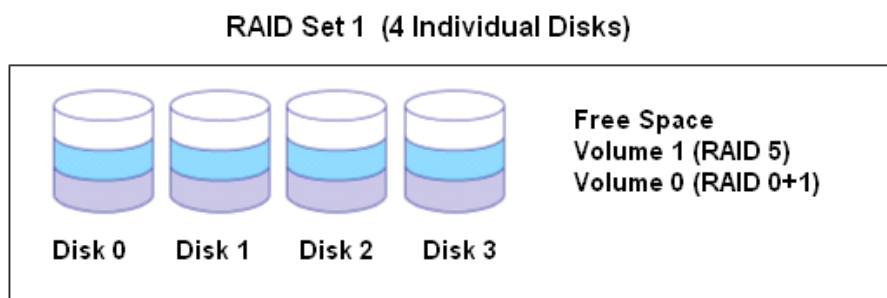 RAID Set 1 (4 Individual Disks)
Free Space
Volume 1 (RAID 5)
Volume 0 (RAID 0+1)
Disk 0 Disk 1 Disk 2 Disk 3